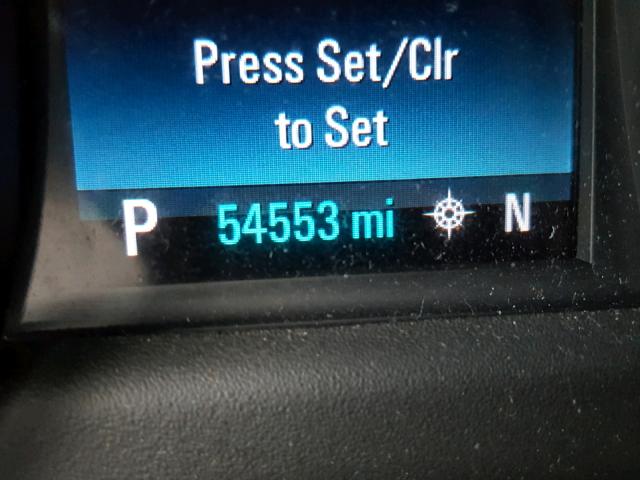 Press Set/Clr
to Set
P 54553 mi N